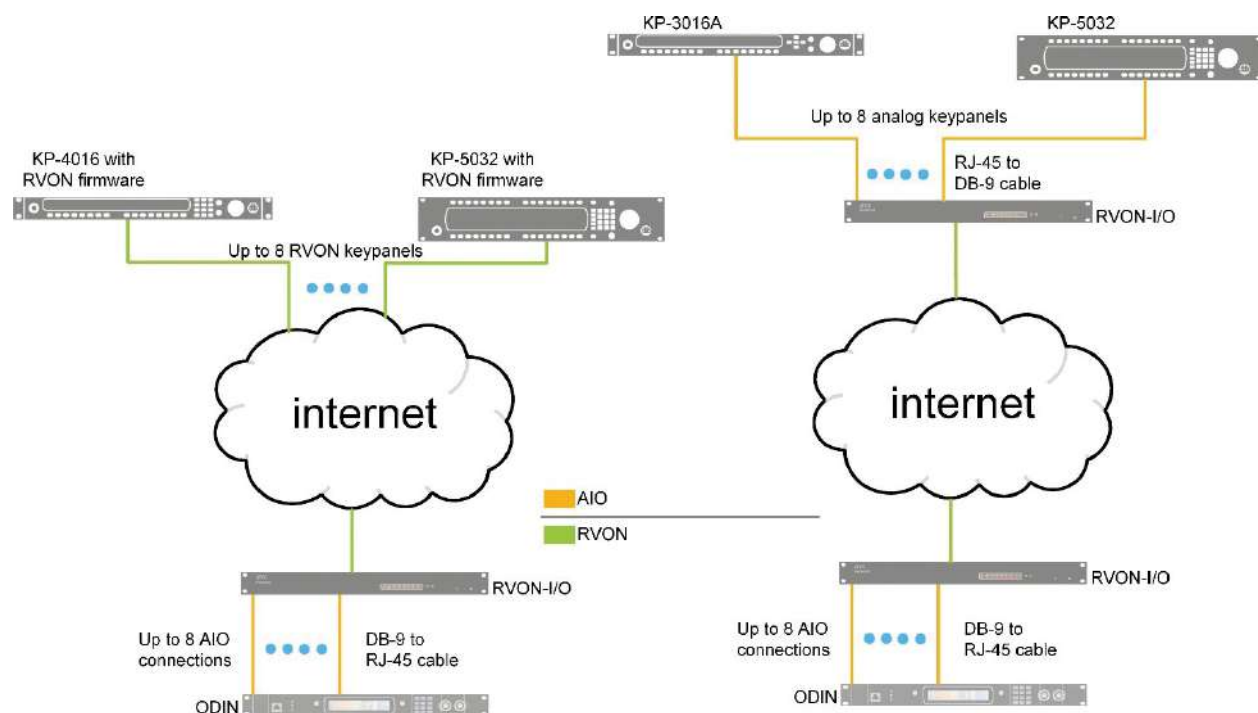 KP-3016A
KP-5032
Up to 8 analog keypanels
KP-4016 with
RVON firmware
KP-5032 with
RVON firmware
RJ-45 to
DB-9 cable
RVON-I/O
Up to 8 RVON keypanels
internet
internet
AIO
RVON
RVON-I/O
RVON-I/O
Up to 8 AIO
connections
DB-9 to
RJ-45 cable
Up to 8 AIO
connections
DB-9 to
RJ-45 cable
ODIN
ODIN